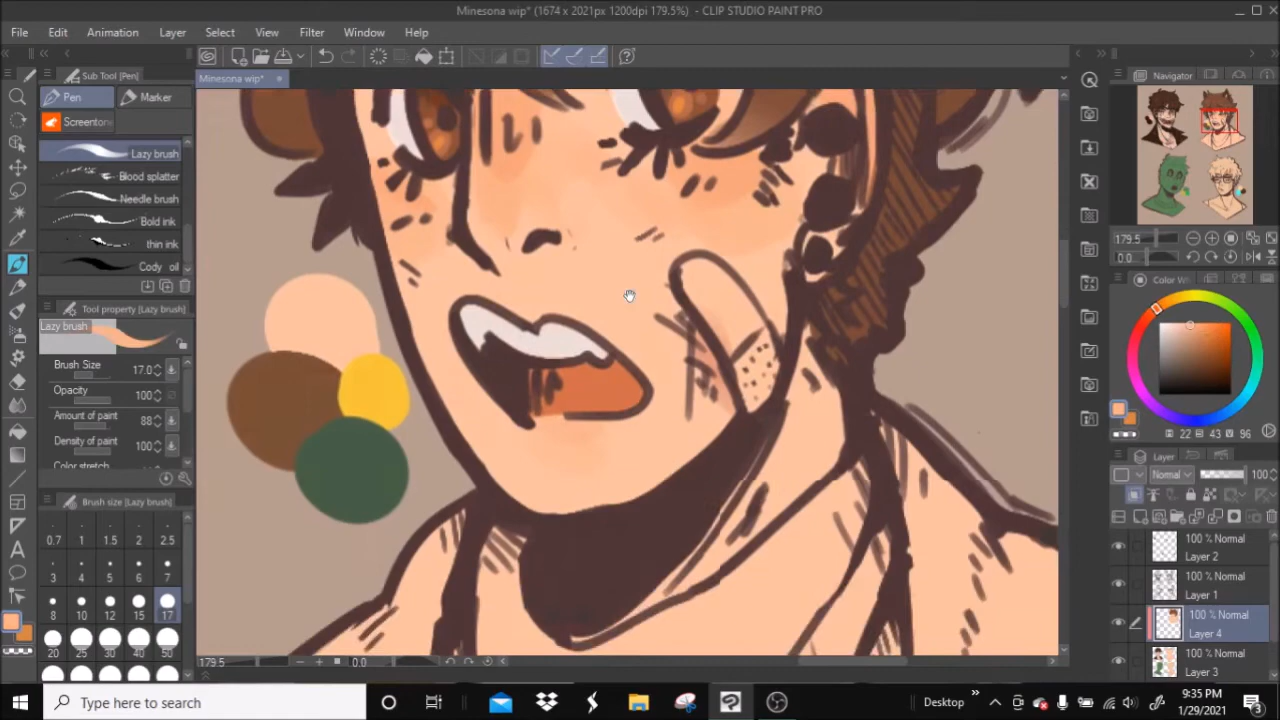 Minesona wip* (1674 x 2021px 1200dpi 179.5%) - CLIP STUDIO PAINT PRO
File Edit Animation Layer Select View Filter Window Help
Sub Tool [Pen]
Minesona wip*
Navigator
Pen Marker
Screentone
Lazy brush
Blood splatter
Needle brush
Bold ink
thin ink
Cody oil
179.5
0.0
Color W
Tool property [Lazy brush]
Lazy brush
Brush Size 17.0
Opacity 100
Amount of paint 88
Density of paint 100
Color stretch
22 43 96
Layer
Normal 100
Brush size [Lazy brush]
0.7 1 1.5 2 2.5
3 4 5 6 7
8 10 12 15 17
20 25 30 40 50
100 % Normal
Layer 2
100 % Normal
Layer 1
100 % Normal
Layer 4
100 % Normal
Layer 3
179.5 0.0
Type here to search
Desktop
9:35 PM
1/29/2021
3